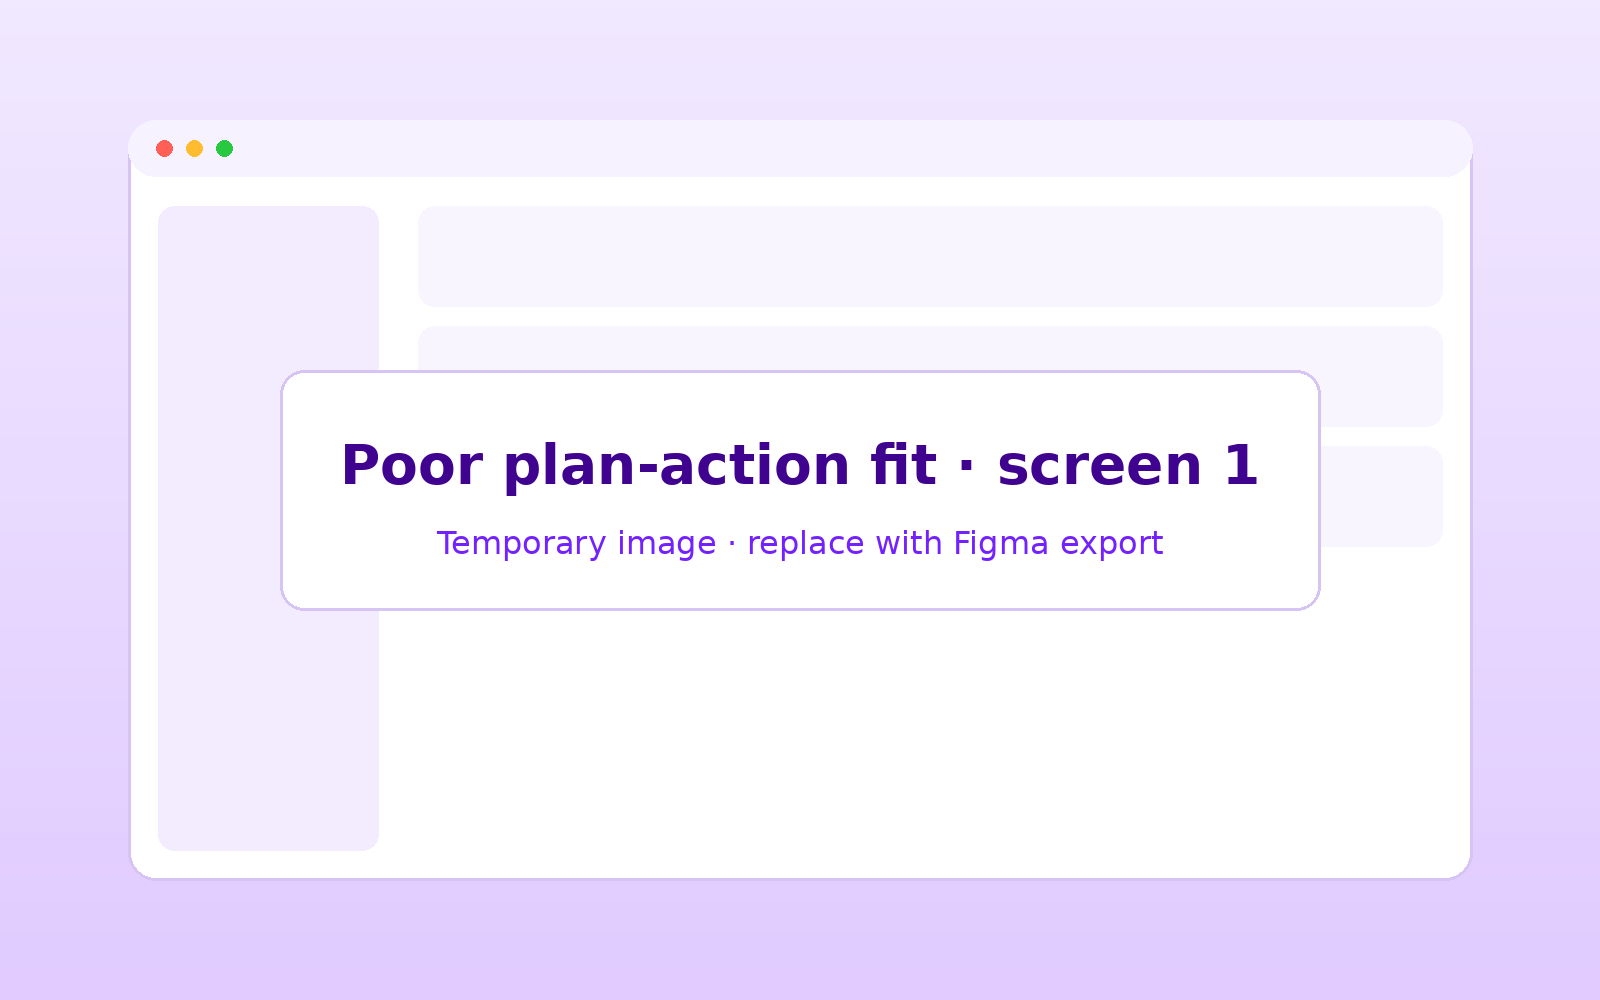 Poor plan-action fit · screen 1
Temporary image · replace with Figma export